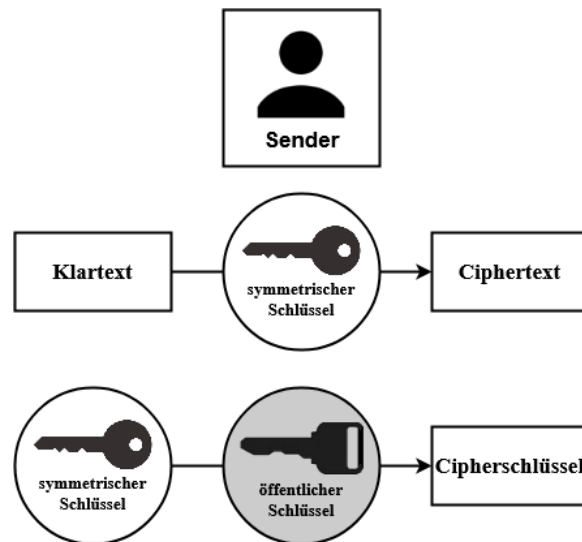 Sender
Klartext
symmetrischer
Schlüssel
Ciphertext
symmetrischer
Schlüssel
öffentlicher
Schlüssel
Cipherschlüssel